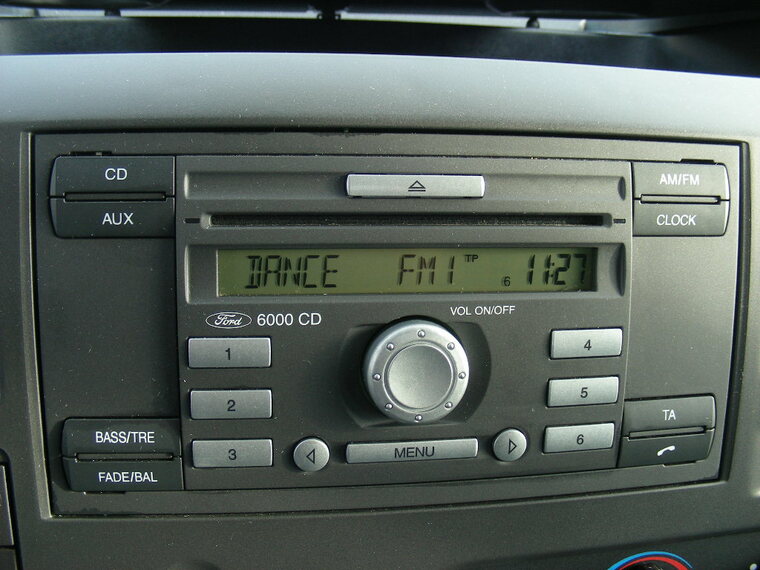 CD
AUX
AM/FM
CLOCK
DANCE FM1 TP 6 11:27
Ford 6000 CD
VOL ON/OFF
1
2
3
4
5
6
MENU
BASS/TRE
FADE/BAL
TA